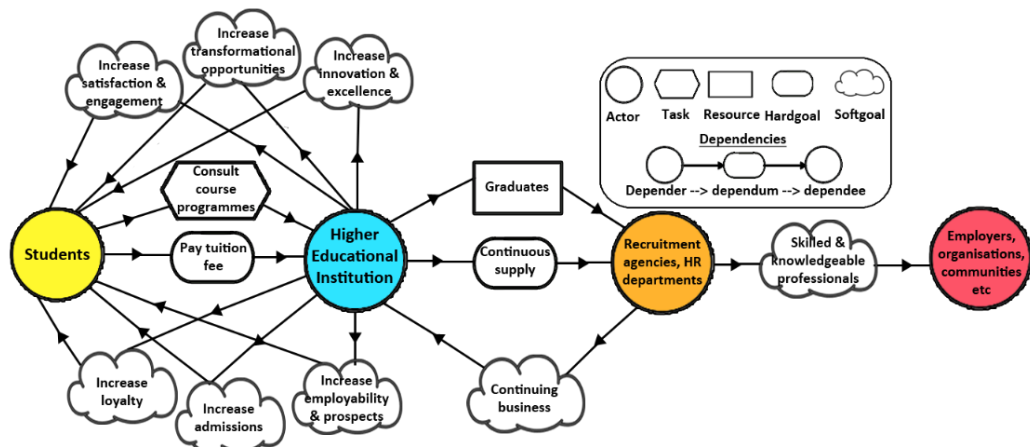 Increase
satisfaction &
engagement
Increase
transformational
opportunities
Increase
innovation &
excellence
Actor
Task
Resource
Hardgoal
Softgoal
Dependencies
Depender --> dependum --> dependee
Students
Consult
course
programmes
Pay tuition
fee
Higher
Educational
Institution
Graduates
Continuous
supply
Recruitment
agencies, HR
departments
Skilled &
knowledgeable
professionals
Employers,
organisations,
communities
etc
Increase
loyalty
Increase
admissions
Increase
employability
& prospects
Continuing
business